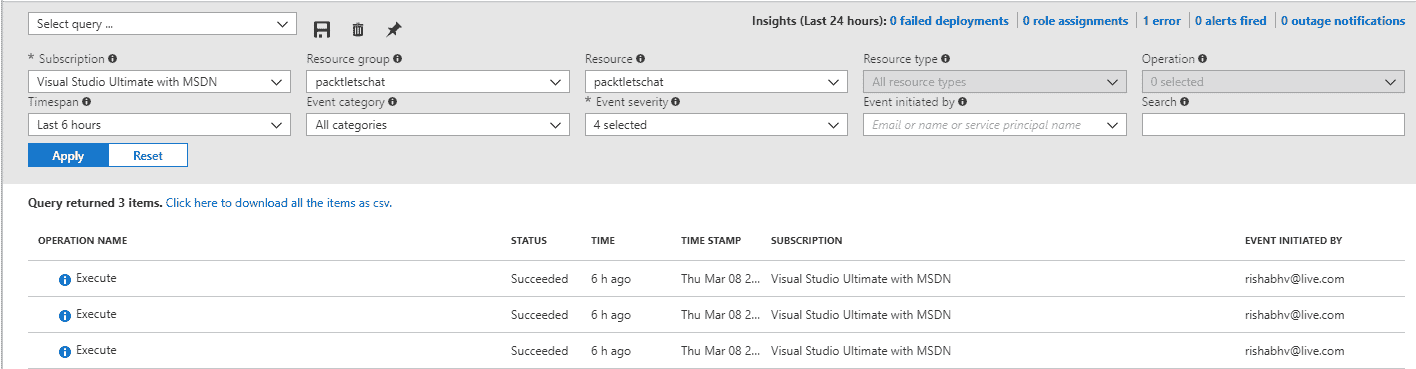 Select query ...
Insights (Last 24 hours): 0 failed deployments 0 role assignments 1 error 0 alerts fired 0 outage notifications
* Subscription Resource group Resource Resource type Operation
Visual Studio Ultimate with MSDN packtletschat packtletschat All resource types 0 selected
Timespan Event category * Event severity Event initiated by Search
Last 6 hours All categories 4 selected Email or name or service principal name
Apply Reset
Query returned 3 items. Click here to download all the items as csv.
OPERATION NAME STATUS TIME TIME STAMP SUBSCRIPTION EVENT INITIATED BY
Execute Succeeded 6 h ago Thu Mar 08 2... Visual Studio Ultimate with MSDN rishabhv@live.com
Execute Succeeded 6 h ago Thu Mar 08 2... Visual Studio Ultimate with MSDN rishabhv@live.com
Execute Succeeded 6 h ago Thu Mar 08 2... Visual Studio Ultimate with MSDN rishabhv@live.com